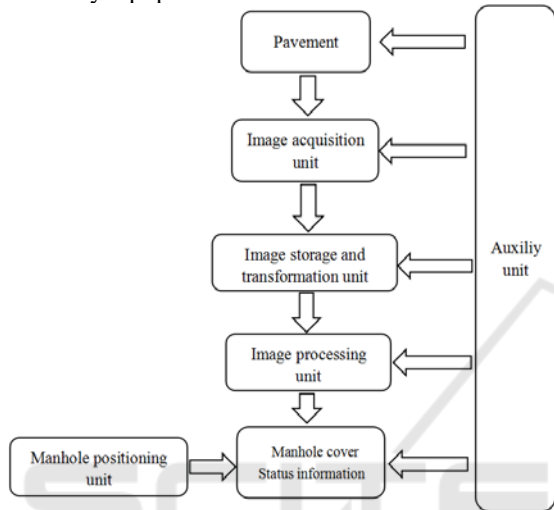 Pavement
Image acquisition
unit
Image storage and
transformation unit
Auxiliy
unit
Image processing
unit
Manhole positioning
unit
Manhole cover
Status information